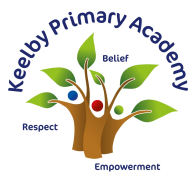 Keelby Primary Academy
Belief
Respect
Empowerment